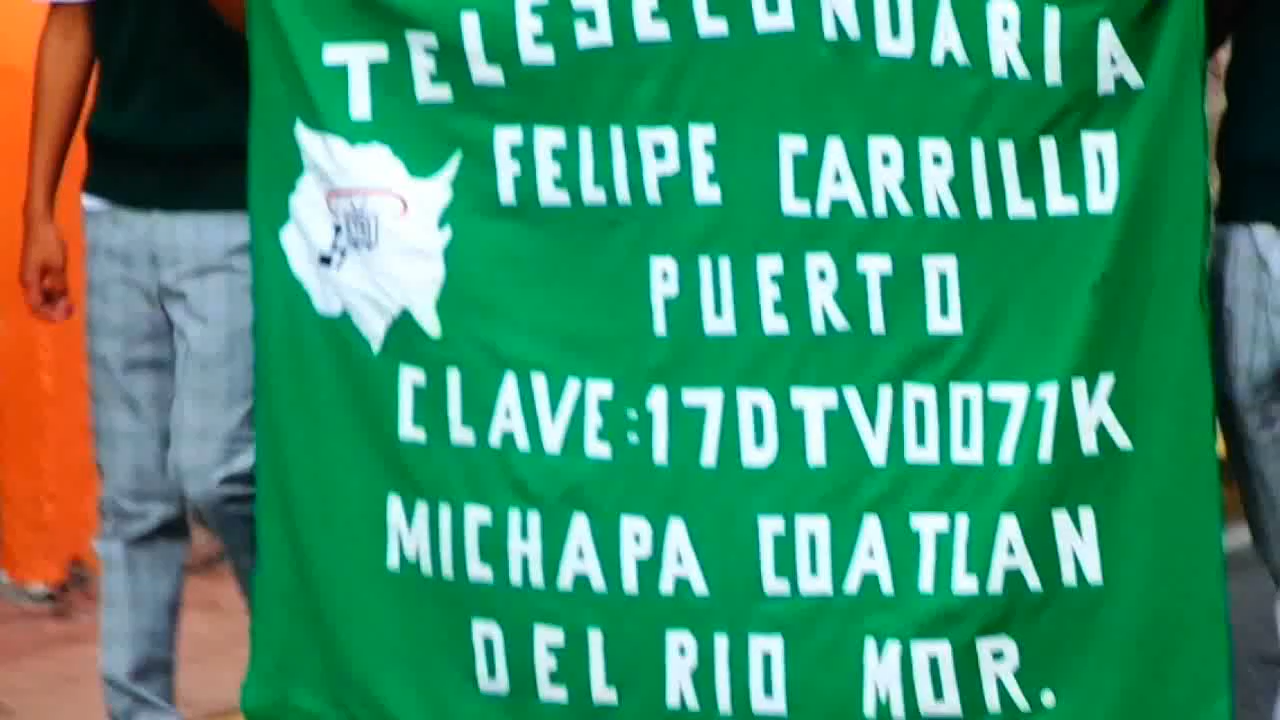 TELESECUNDARIA
FELIPE CARRILLO
PUERTO
CLAVE:17DTV0071K
MICHAPA COATLAN
DEL RIO MOR.